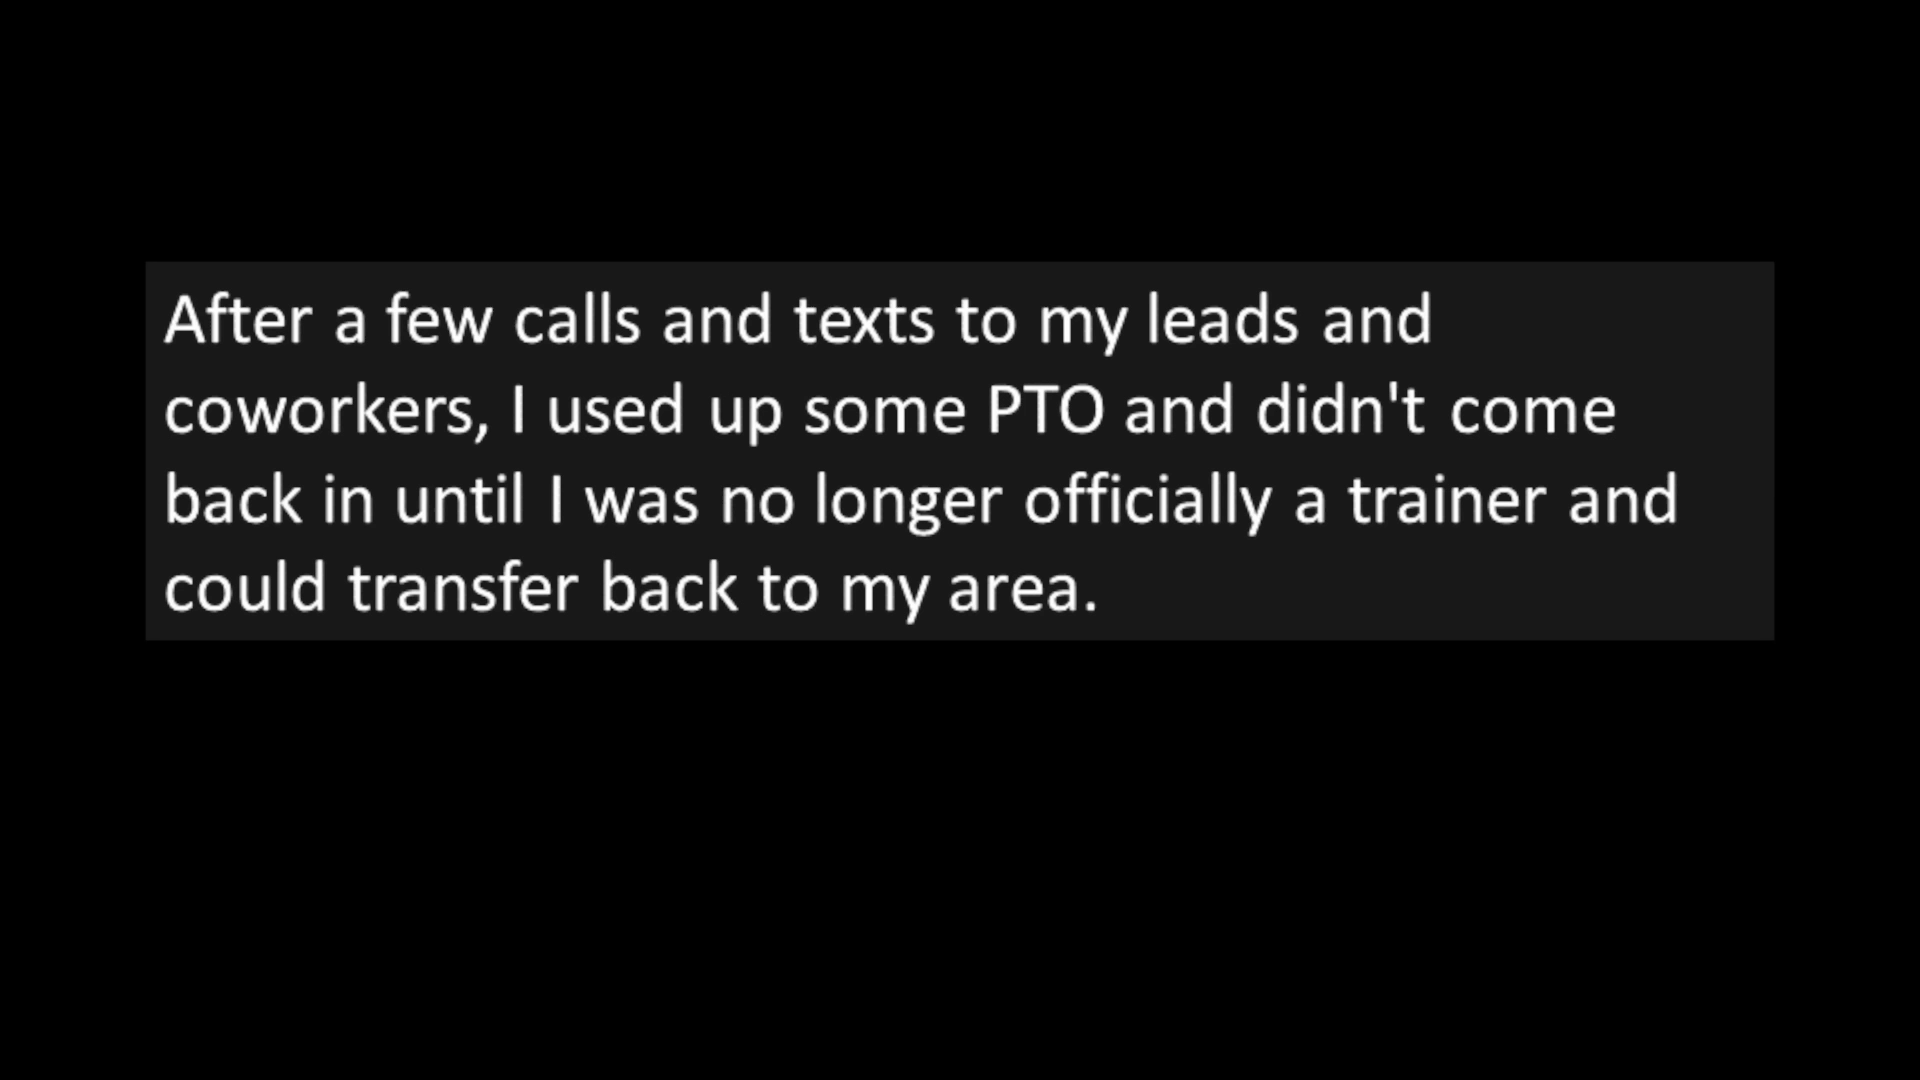 After a few calls and texts to my leads and
coworkers, I used up some PTO and didn't come
back in until I was no longer officially a trainer and
could transfer back to my area.